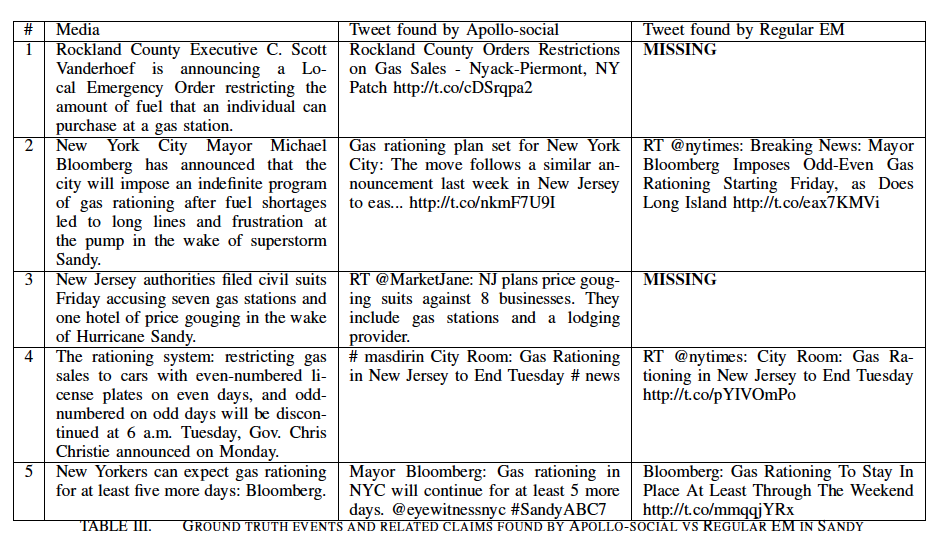 # Media Tweet found by Apollo-social Tweet found by Regular EM
1 Rockland County Executive C. Scott
Vanderhoef is announcing a Lo-
cal Emergency Order restricting the
amount of fuel that an individual can
purchase at a gas station.
Rockland County Orders Restrictions
on Gas Sales - Nyack-Piermont, NY
Patch http://t.co/cDSrqpa2
MISSING
2 New York City Mayor Michael
Bloomberg has announced that the
city will impose an indefinite program
of gas rationing after fuel shortages
led to long lines and frustration at
the pump in the wake of superstorm
Sandy.
Gas rationing plan set for New York
City: The move follows a similar an-
nouncement last week in New Jersey
to eas... http://t.co/nkmF7U9I
RT @nytimes: Breaking News: Mayor
Bloomberg Imposes Odd-Even Gas
Rationing Starting Friday, as Does
Long Island http://t.co/eax7KMVi
3 New Jersey authorities filed civil suits
Friday accusing seven gas stations and
one hotel of price gouging in the wake
of Hurricane Sandy.
RT @MarketJane: NJ plans price goug-
ing suits against 8 businesses. They
include gas stations and a lodging
provider.
MISSING
4 The rationing system: restricting gas
sales to cars with even-numbered li-
cense plates on even days, and odd-
numbered on odd days will be discon-
tinued at 6 a.m. Tuesday, Gov. Chris
Christie announced on Monday.
# masdirin City Room: Gas Rationing
in New Jersey to End Tuesday # news
RT @nytimes: City Room: Gas Ra-
tioning in New Jersey to End Tuesday
http://t.co/pYIVOmPo
5 New Yorkers can expect gas rationing
for at least five more days: Bloomberg.
Mayor Bloomberg: Gas rationing in
NYC will continue for at least 5 more
days. @eyewitnessnyc #SandyABC7
Bloomberg: Gas Rationing To Stay In
Place At Least Through The Weekend
http://t.co/mmqqjYRx
TABLE III. GROUND TRUTH EVENTS AND RELATED CLAIMS FOUND BY APOLLO-SOCIAL VS REGULAR EM IN SANDY